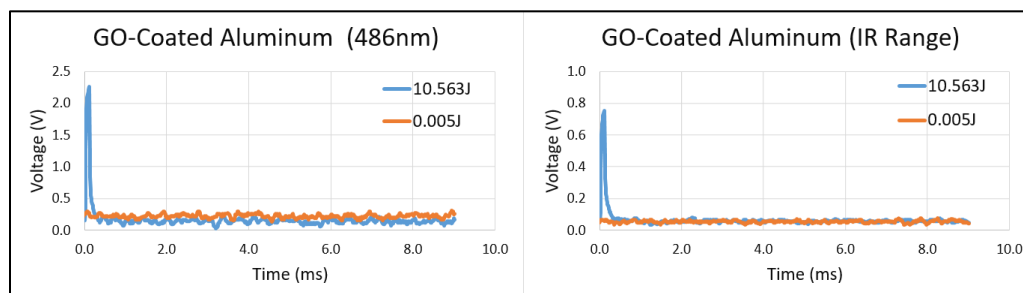 GO-Coated Aluminum (486nm)
2.5
2.0
1.5
1.0
0.5
0.0
Voltage (V)
10.563J
0.005J
0.0 2.0 4.0 6.0 8.0 10.0
Time (ms)
GO-Coated Aluminum (IR Range)
1.0
0.8
0.6
0.4
0.2
0.0
Voltage (V)
10.563J
0.005J
0.0 2.0 4.0 6.0 8.0 10.0
Time (ms)